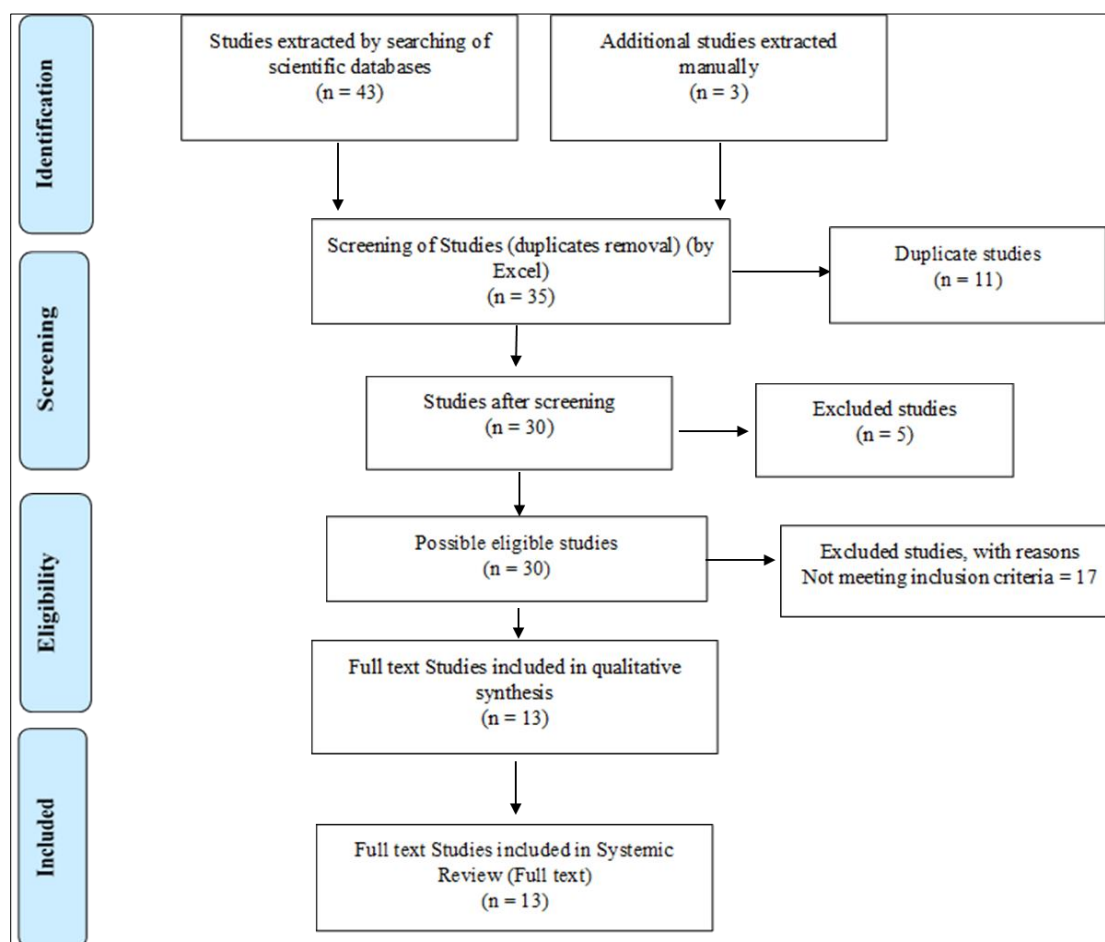 Identification
Studies extracted by searching of
scientific databases
(n = 43)
Additional studies extracted
manually
(n = 3)
Screening
Screening of Studies (duplicates removal) (by
Excel)
(n = 35)
Duplicate studies
(n = 11)
Studies after screening
(n = 30)
Excluded studies
(n = 5)
Eligibility
Possible eligible studies
(n = 30)
Excluded studies, with reasons
Not meeting inclusion criteria = 17
Full text Studies included in qualitative
synthesis
(n = 13)
Included
Full text Studies included in Systemic
Review (Full text)
(n = 13)